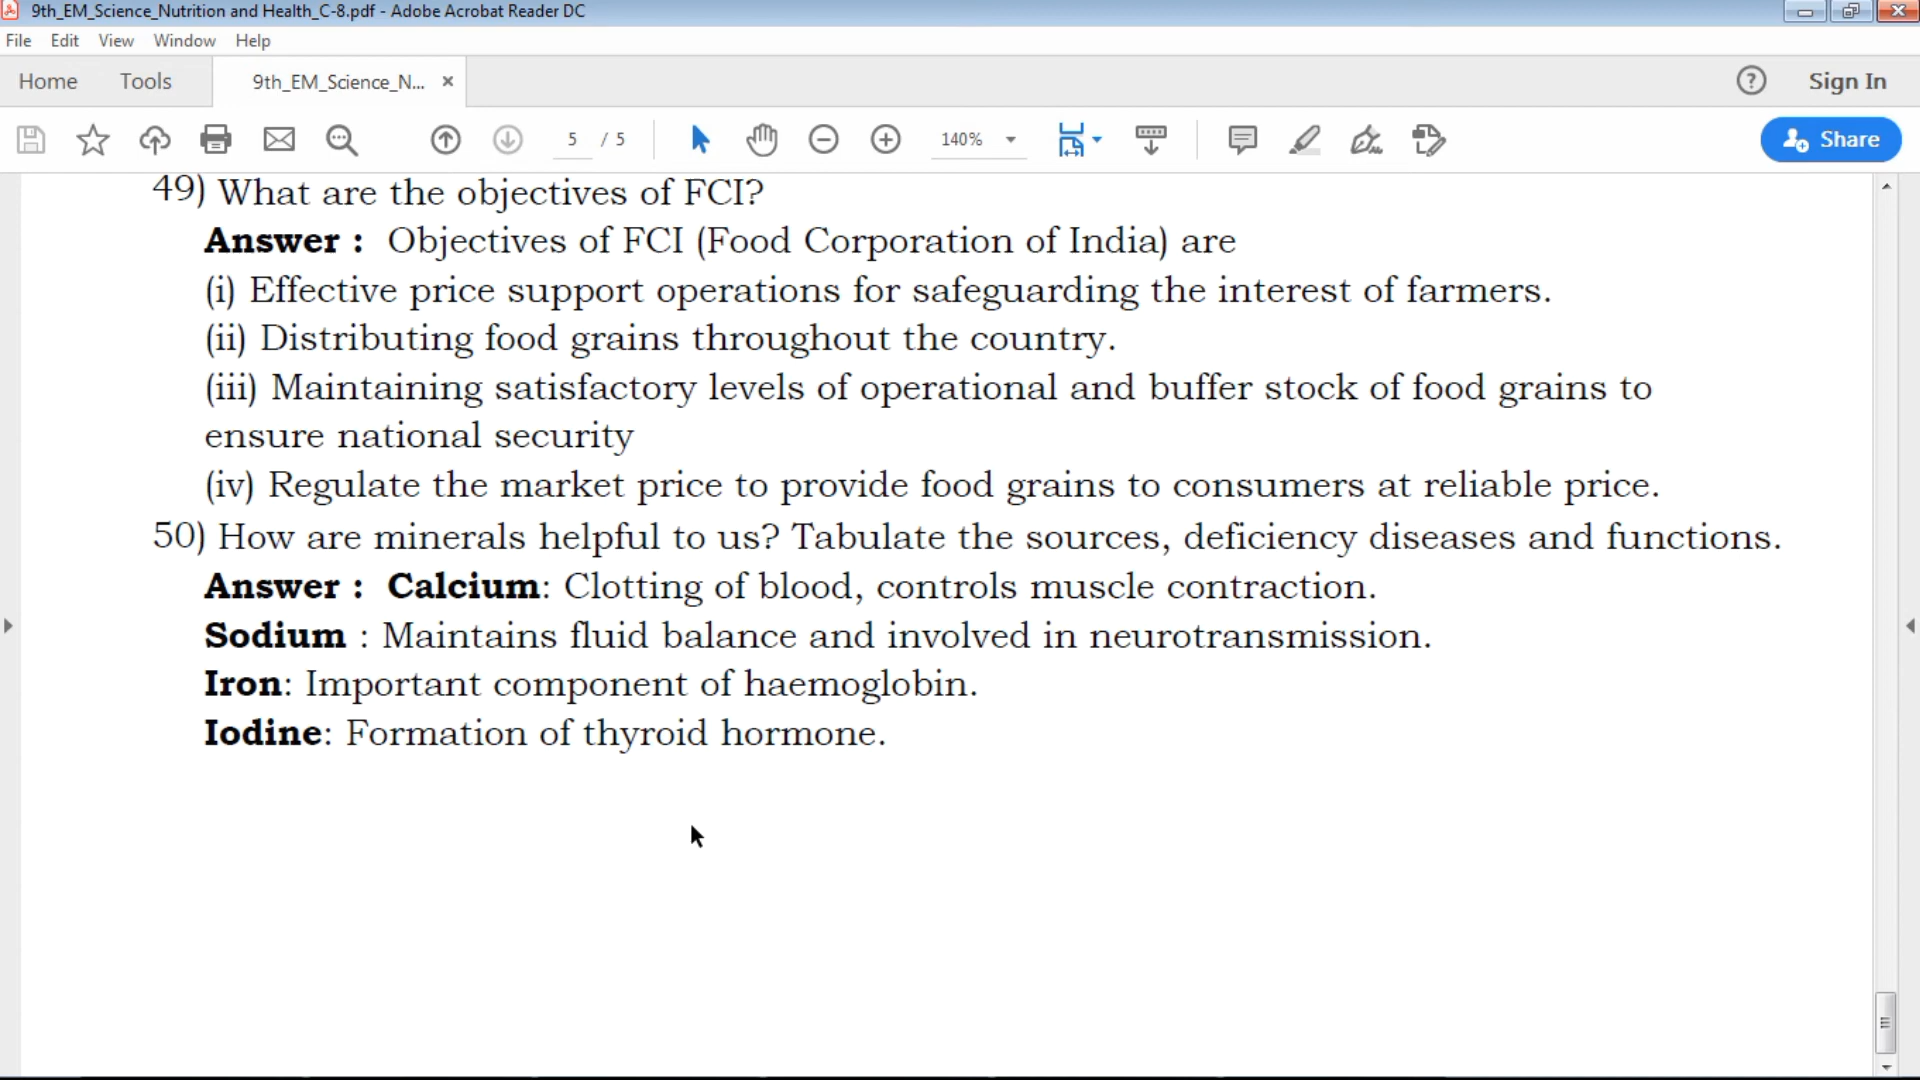 9th_EM_Science_Nutrition and Health_C-8.pdf - Adobe Acrobat Reader DC
File Edit View Window Help
Home Tools 9th_EM_Science_N... × ? Sign In
5 / 5 140% Share
49) What are the objectives of FCI?
Answer : Objectives of FCI (Food Corporation of India) are
(i) Effective price support operations for safeguarding the interest of farmers.
(ii) Distributing food grains throughout the country.
(iii) Maintaining satisfactory levels of operational and buffer stock of food grains to
ensure national security
(iv) Regulate the market price to provide food grains to consumers at reliable price.
50) How are minerals helpful to us? Tabulate the sources, deficiency diseases and functions.
Answer : Calcium: Clotting of blood, controls muscle contraction.
Sodium : Maintains fluid balance and involved in neurotransmission.
Iron: Important component of haemoglobin.
Iodine: Formation of thyroid hormone.